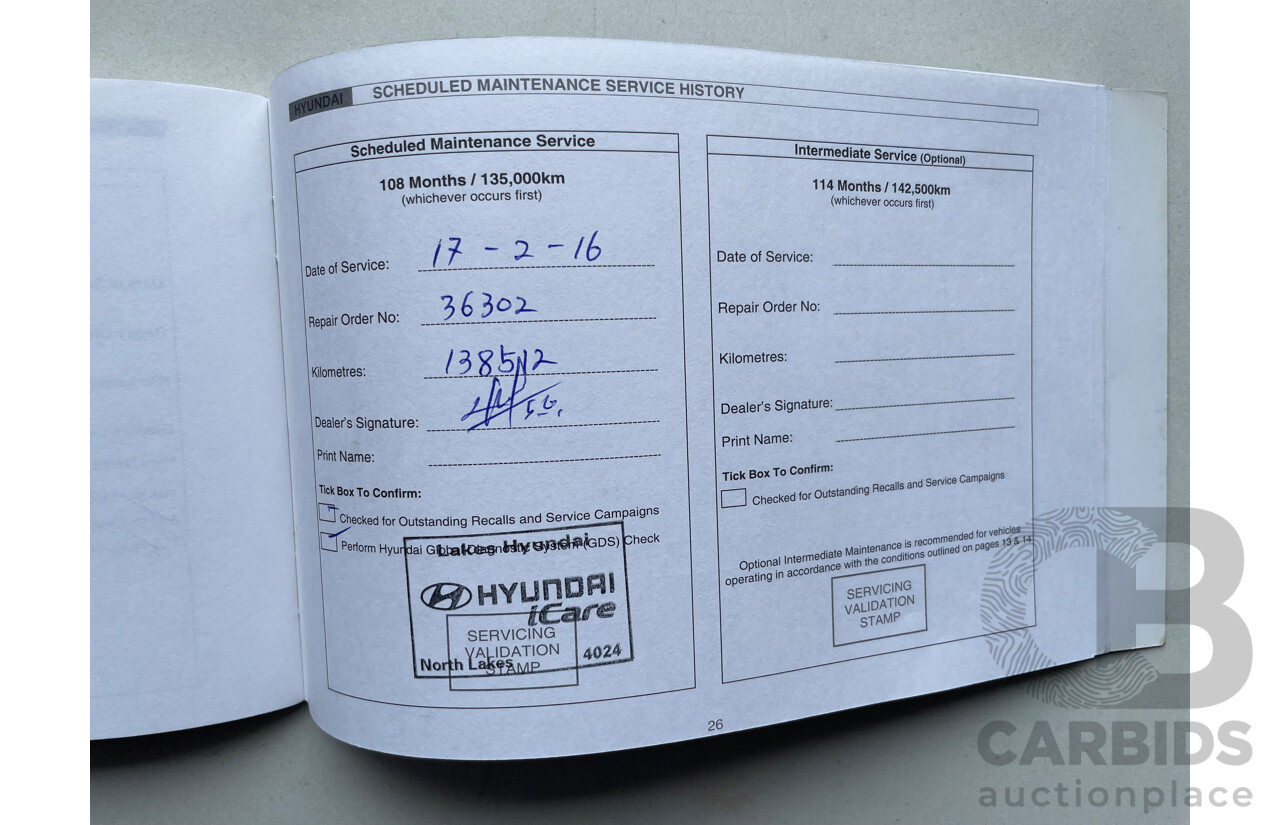 HYUNDAI SCHEDULED MAINTENANCE SERVICE HISTORY
Scheduled Maintenance Service
108 Months / 135,000km
(whichever occurs first)
Date of Service: 17 - 2 - 16
Repair Order No: 36302
Kilometres: 138512
Dealer's Signature:
Print Name:
Tick Box To Confirm:
Checked for Outstanding Recalls and Service Campaigns
Perform Hyundai Global Diagnostic System (GDS) Check
Lakes Hyundai
HYUNDAI
iCare
SERVICING
VALIDATION
STAMP
North Lakes 4024
Intermediate Service (Optional)
114 Months / 142,500km
(whichever occurs first)
Date of Service:
Repair Order No:
Kilometres:
Dealer's Signature:
Print Name:
Tick Box To Confirm:
Checked for Outstanding Recalls and Service Campaigns
Optional Intermediate Maintenance is recommended for vehicles
operating in accordance with the conditions outlined on pages 13 & 14
SERVICING
VALIDATION
STAMP
26
CB
CARBIDS
auctionplace